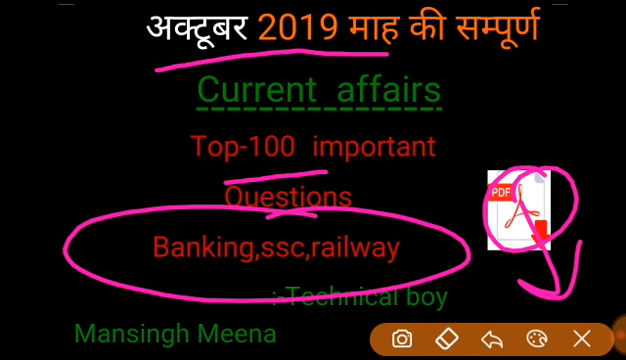 अक्टूबर 2019 माह की सम्पूर्ण
Current affairs
Top-100 important
Questions
PDF
Banking,ssc,railway
:-Technical boy
Mansingh Meena